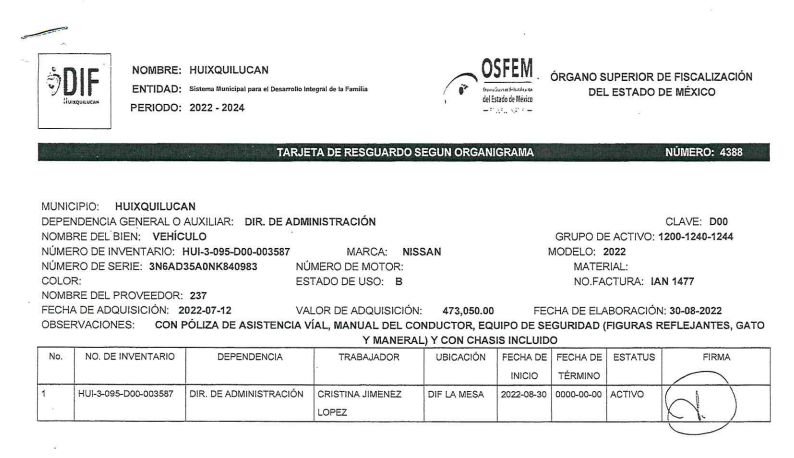 DIF
HUIXQUILUCAN
NOMBRE: HUIXQUILUCAN
ENTIDAD: Sistema Municipal para el Desarrollo Integral de la Familia
PERIODO: 2022 - 2024
OSFEM
del Estado de México
ÓRGANO SUPERIOR DE FISCALIZACIÓN
DEL ESTADO DE MÉXICO
TARJETA DE RESGUARDO SEGUN ORGANIGRAMA NÚMERO: 4388
MUNICIPIO: HUIXQUILUCAN
DEPENDENCIA GENERAL O AUXILIAR: DIR. DE ADMINISTRACIÓN CLAVE: D00
NOMBRE DEL BIEN: VEHÍCULO GRUPO DE ACTIVO: 1200-1240-1244
NÚMERO DE INVENTARIO: HUI-3-095-D00-003587 MARCA: NISSAN MODELO: 2022
NÚMERO DE SERIE: 3N6AD35A0NK840983 NÚMERO DE MOTOR: MATERIAL:
COLOR: ESTADO DE USO: B NO.FACTURA: IAN 1477
NOMBRE DEL PROVEEDOR: 237
FECHA DE ADQUISICIÓN: 2022-07-12 VALOR DE ADQUISICIÓN: 473,050.00 FECHA DE ELABORACIÓN: 30-08-2022
OBSERVACIONES: CON PÓLIZA DE ASISTENCIA VÍAL, MANUAL DEL CONDUCTOR, EQUIPO DE SEGURIDAD (FIGURAS REFLEJANTES, GATO
Y MANERAL) Y CON CHASIS INCLUIDO
No. NO. DE INVENTARIO DEPENDENCIA TRABAJADOR UBICACIÓN FECHA DE INICIO FECHA DE TÉRMINO ESTATUS FIRMA
1 HUI-3-095-D00-003587 DIR. DE ADMINISTRACIÓN CRISTINA JIMENEZ LOPEZ DIF LA MESA 2022-08-30 0000-00-00 ACTIVO